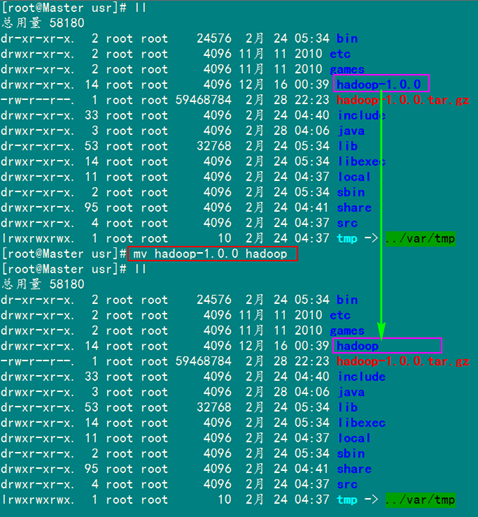 [root@Master usr]# ll
总用量 58180
dr-xr-xr-x. 2 root root 24576 2月 24 05:34 bin
drwxr-xr-x. 2 root root 4096 11月 11 2010 etc
drwxr-xr-x. 2 root root 4096 11月 11 2010 games
drwxr-xr-x. 14 root root 4096 12月 16 00:39 hadoop-1.0.0
-rw-r--r--. 1 root root 59468784 2月 28 22:23 hadoop-1.0.0.tar.gz
drwxr-xr-x. 33 root root 4096 2月 24 04:40 include
drwxr-xr-x. 3 root root 4096 2月 28 04:06 java
dr-xr-xr-x. 53 root root 32768 2月 24 05:34 lib
drwxr-xr-x. 14 root root 4096 2月 24 05:34 libexec
drwxr-xr-x. 11 root root 4096 2月 24 04:37 local
dr-xr-xr-x. 2 root root 4096 2月 24 05:34 sbin
drwxr-xr-x. 95 root root 4096 2月 24 04:41 share
drwxr-xr-x. 4 root root 4096 2月 24 04:37 src
lrwxrwxrwx. 1 root root 10 2月 24 04:37 tmp -> ../var/tmp
[root@Master usr]# mv hadoop-1.0.0 hadoop
[root@Master usr]# ll
总用量 58180
dr-xr-xr-x. 2 root root 24576 2月 24 05:34 bin
drwxr-xr-x. 2 root root 4096 11月 11 2010 etc
drwxr-xr-x. 2 root root 4096 11月 11 2010 games
drwxr-xr-x. 14 root root 4096 12月 16 00:39 hadoop
-rw-r--r--. 1 root root 59468784 2月 28 22:23 hadoop-1.0.0.tar.gz
drwxr-xr-x. 33 root root 4096 2月 24 04:40 include
drwxr-xr-x. 3 root root 4096 2月 28 04:06 java
dr-xr-xr-x. 53 root root 32768 2月 24 05:34 lib
drwxr-xr-x. 14 root root 4096 2月 24 05:34 libexec
drwxr-xr-x. 11 root root 4096 2月 24 04:37 local
dr-xr-xr-x. 2 root root 4096 2月 24 05:34 sbin
drwxr-xr-x. 95 root root 4096 2月 24 04:41 share
drwxr-xr-x. 4 root root 4096 2月 24 04:37 src
lrwxrwxrwx. 1 root root 10 2月 24 04:37 tmp -> ../var/tmp